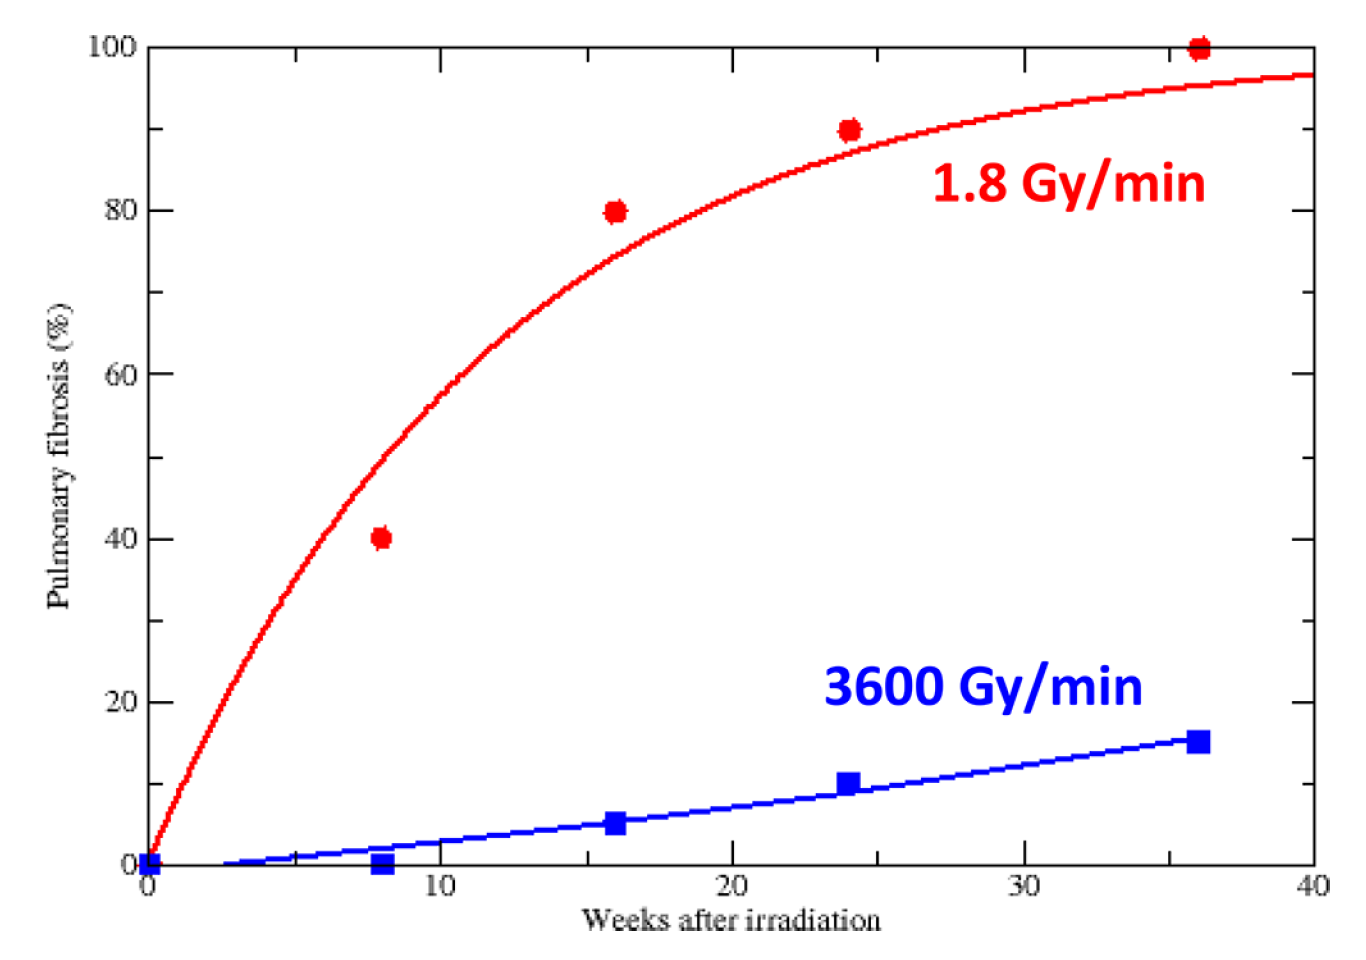 100
80
60
40
20
0
Pulmonary fibrosis (%)
1.8 Gy/min
3600 Gy/min
0 10 20 30 40
Weeks after irradiation